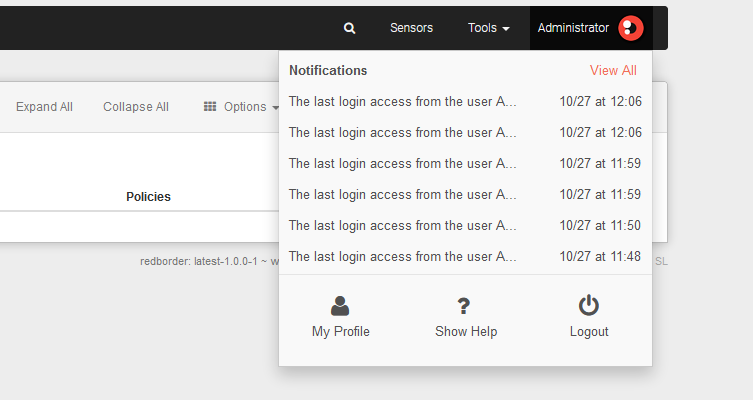 Sensors Tools Administrator
Notifications View All
Expand All Collapse All Options
The last login access from the user A... 10/27 at 12:06
The last login access from the user A... 10/27 at 12:06
The last login access from the user A... 10/27 at 11:59
The last login access from the user A... 10/27 at 11:59
Policies
The last login access from the user A... 10/27 at 11:50
The last login access from the user A... 10/27 at 11:48
redborder: latest-1.0.0-1 ~ w
SL
My Profile Show Help Logout